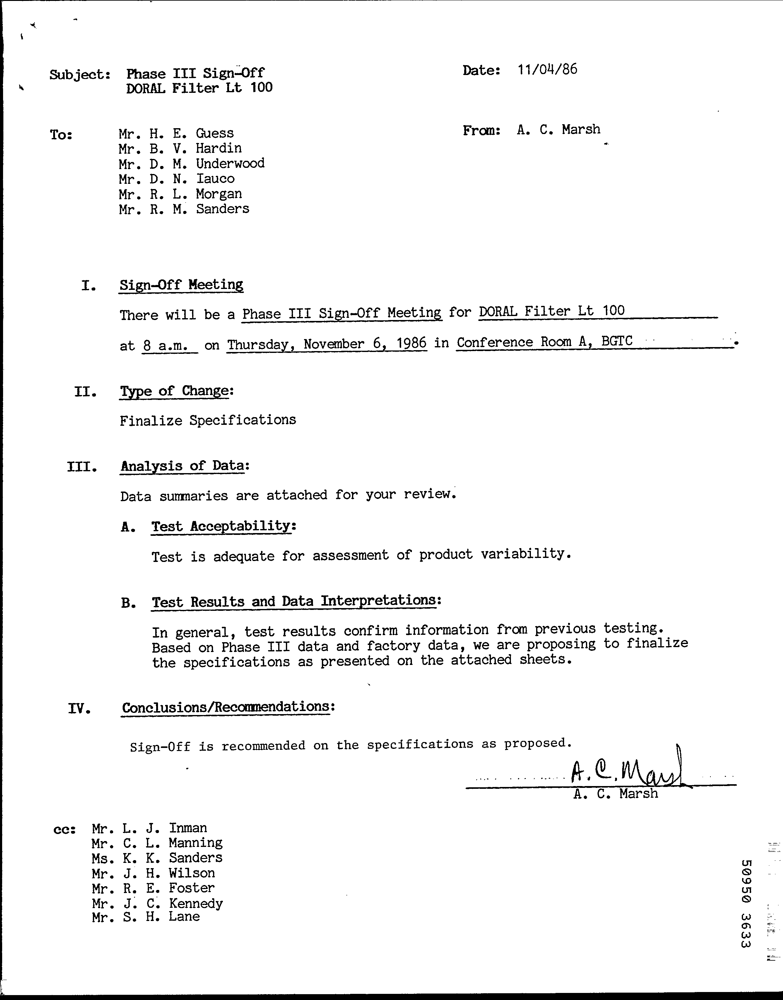 Subject: Phase III Sign-Off Date: 11/04/86
DORAL Filter Lt 100
To: Mr. H. E. Guess From: A. C. Marsh
Mr. B. V. Hardin
Mr. D. M. Underwood
Mr. D. N. Iauco
Mr. R. L. Morgan
Mr. R. M. Sanders
I. Sign-Off Meeting
There will be a Phase III Sign-Off Meeting for DORAL Filter Lt 100
at 8 a.m. on Thursday, November 6, 1986 in Conference Room A, BGTC .
II. Type of Change:
Finalize Specifications
III. Analysis of Data:
Data summaries are attached for your review.
A. Test Acceptability:
Test is adequate for assessment of product variability.
B. Test Results and Data Interpretations:
In general, test results confirm information from previous testing.
Based on Phase III data and factory data, we are proposing to finalize
the specifications as presented on the attached sheets.
IV. Conclusions/Recommendations:
Sign-Off is recommended on the specifications as proposed.
A. C. Marsh
A. C. Marsh
cc: Mr. L. J. Inman
Mr. C. L. Manning
Ms. K. K. Sanders
Mr. J. H. Wilson
Mr. R. E. Foster
Mr. J. C. Kennedy
Mr. S. H. Lane
50950 3633